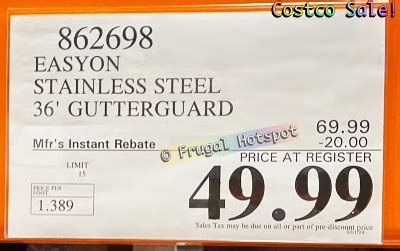 Costco Sale!
862698
EASYON
STAINLESS STEEL
36' GUTTERGUARD
69.99
Mfr's Instant Rebate -20.00
© Frugal Hotspot
LIMIT
15
PRICE AT REGISTER
PRICE PER
FOOT
1.389
49.99
Sales Tax may be due on all or part of pre-discount price